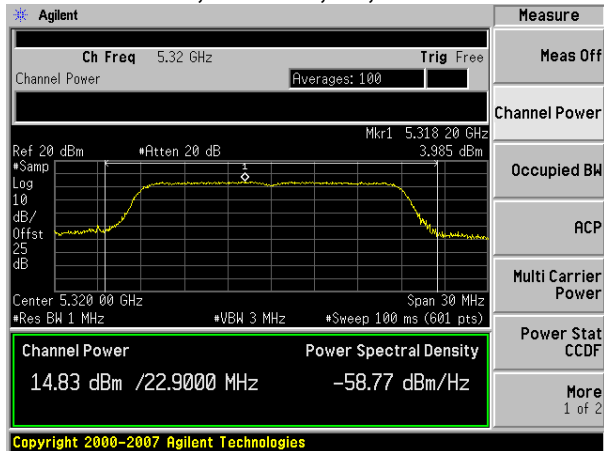 Agilent
Measure
Ch Freq 5.32 GHz
Trig Free
Channel Power
Averages: 100
Mkr1 5.318 20 GHz
Ref 20 dBm #Atten 20 dB 3.985 dBm
#Samp
Log
10
dB/
Offst
25
dB
1
Center 5.320 00 GHz Span 30 MHz
#Res BW 1 MHz #VBW 3 MHz #Sweep 100 ms (601 pts)
Channel Power
Power Spectral Density
14.83 dBm /22.9000 MHz
-58.77 dBm/Hz
Copyright 2000-2007 Agilent Technologies
Meas Off
Channel Power
Occupied BW
ACP
Multi Carrier
Power
Power Stat
CCDF
More
1 of 2